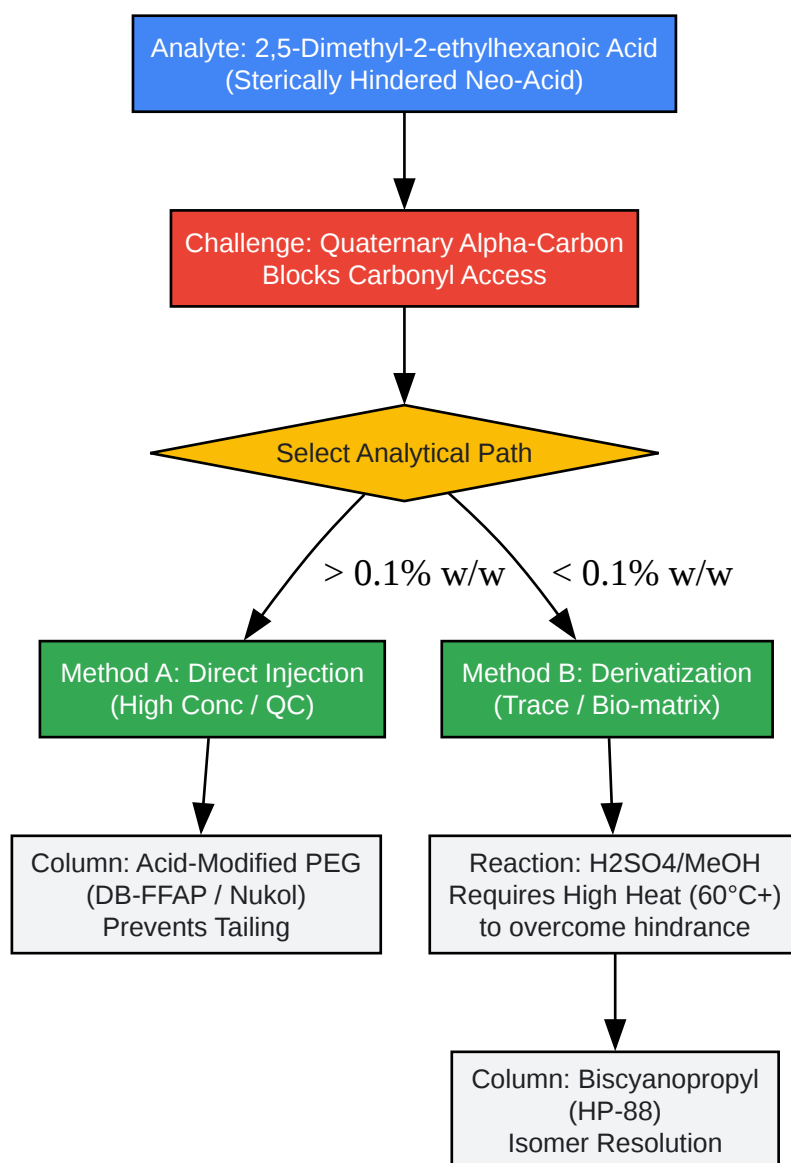 Analyte: 2,5-Dimethyl-2-ethylhexanoic Acid
(Sterically Hindered Neo-Acid)
Challenge: Quaternary Alpha-Carbon
Blocks Carbonyl Access
Select Analytical Path
> 0.1% w/w
< 0.1% w/w
Method A: Direct Injection
(High Conc / QC)
Method B: Derivatization
(Trace / Bio-matrix)
Column: Acid-Modified PEG
(DB-FFAP / Nukol)
Prevents Tailing
Reaction: H2SO4/MeOH
Requires High Heat (60°C+)
to overcome hindrance
Column: Biscyanopropyl
(HP-88)
Isomer Resolution